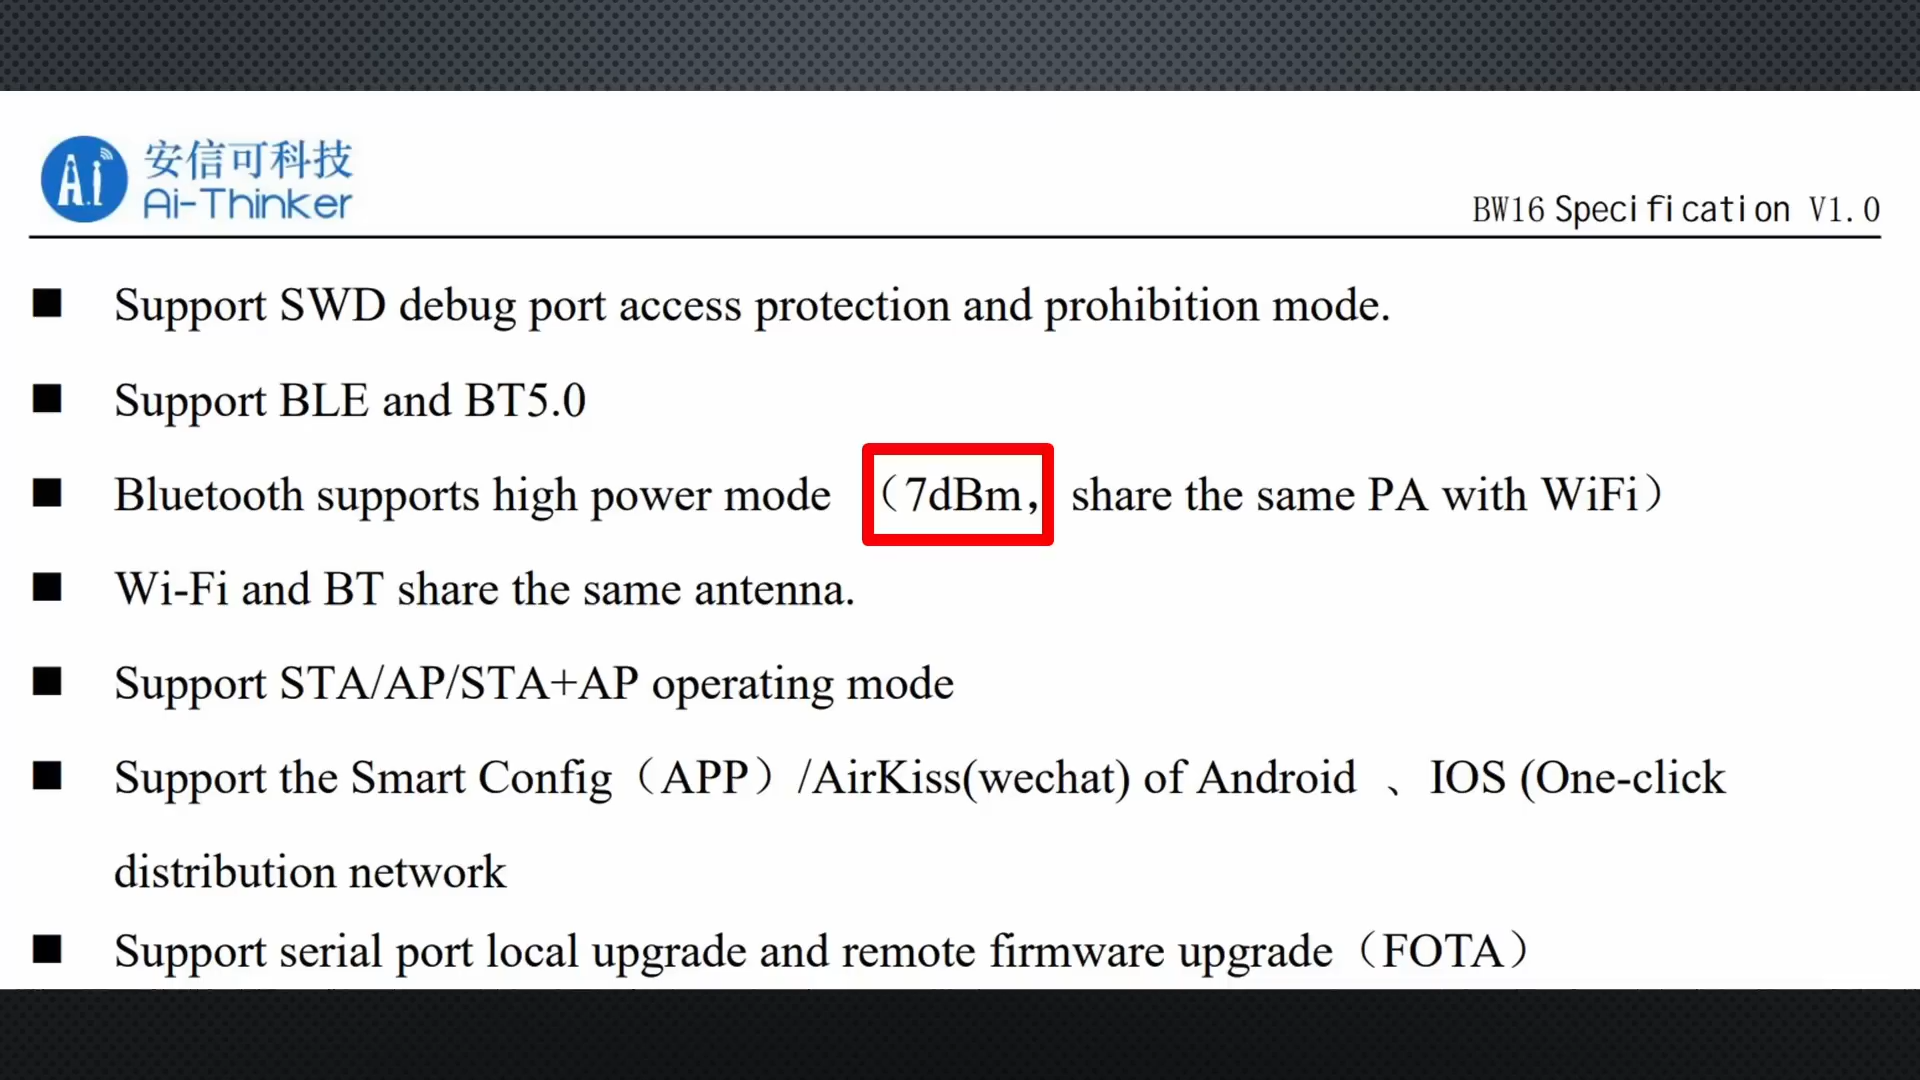 安信可科技
Ai-Thinker
BW16 Specification V1.0
■ Support SWD debug port access protection and prohibition mode.
■ Support BLE and BT5.0
■ Bluetooth supports high power mode （7dBm， share the same PA with WiFi）
■ Wi-Fi and BT share the same antenna.
■ Support STA/AP/STA+AP operating mode
■ Support the Smart Config（APP）/AirKiss(wechat) of Android 、IOS (One-click
distribution network
■ Support serial port local upgrade and remote firmware upgrade（FOTA）